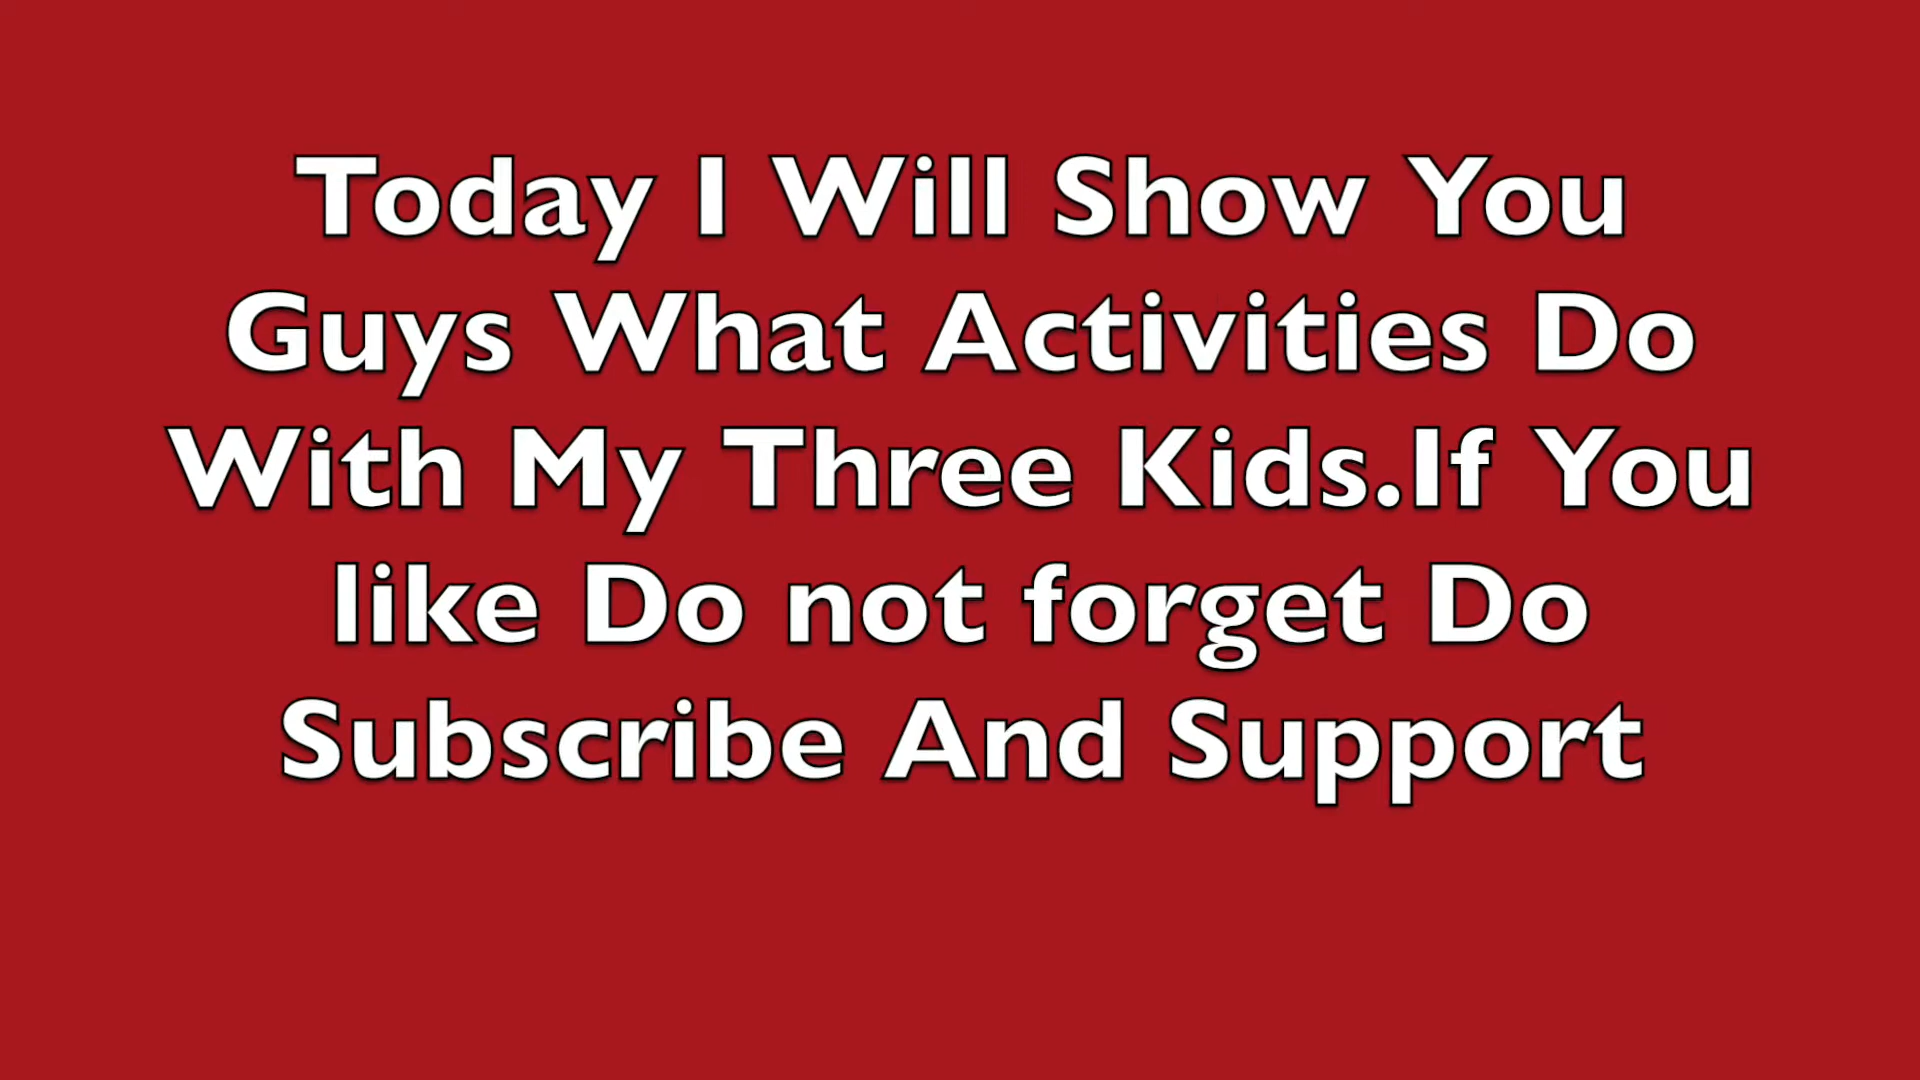 Today I Will Show You
Guys What Activities Do
With My Three Kids.If You
like Do not forget Do
Subscribe And Support